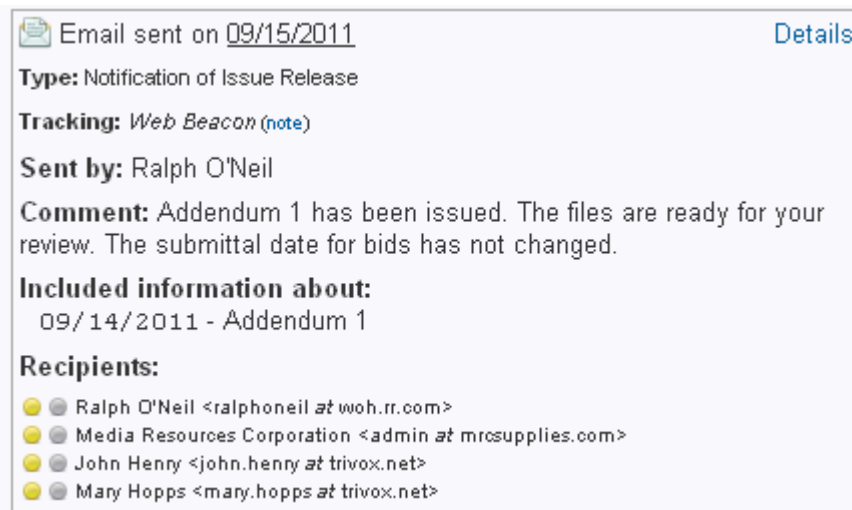 Email sent on 09/15/2011 Details
Type: Notification of Issue Release
Tracking: Web Beacon (note)
Sent by: Ralph O'Neil
Comment: Addendum 1 has been issued. The files are ready for your
review. The submittal date for bids has not changed.
Included information about:
09/14/2011 - Addendum 1
Recipients:
Ralph O'Neil <ralphoneil at woh.rr.com>
Media Resources Corporation <admin at mrcsupplies.com>
John Henry <john.henry at trivox.net>
Mary Hopps <mary.hopps at trivox.net>